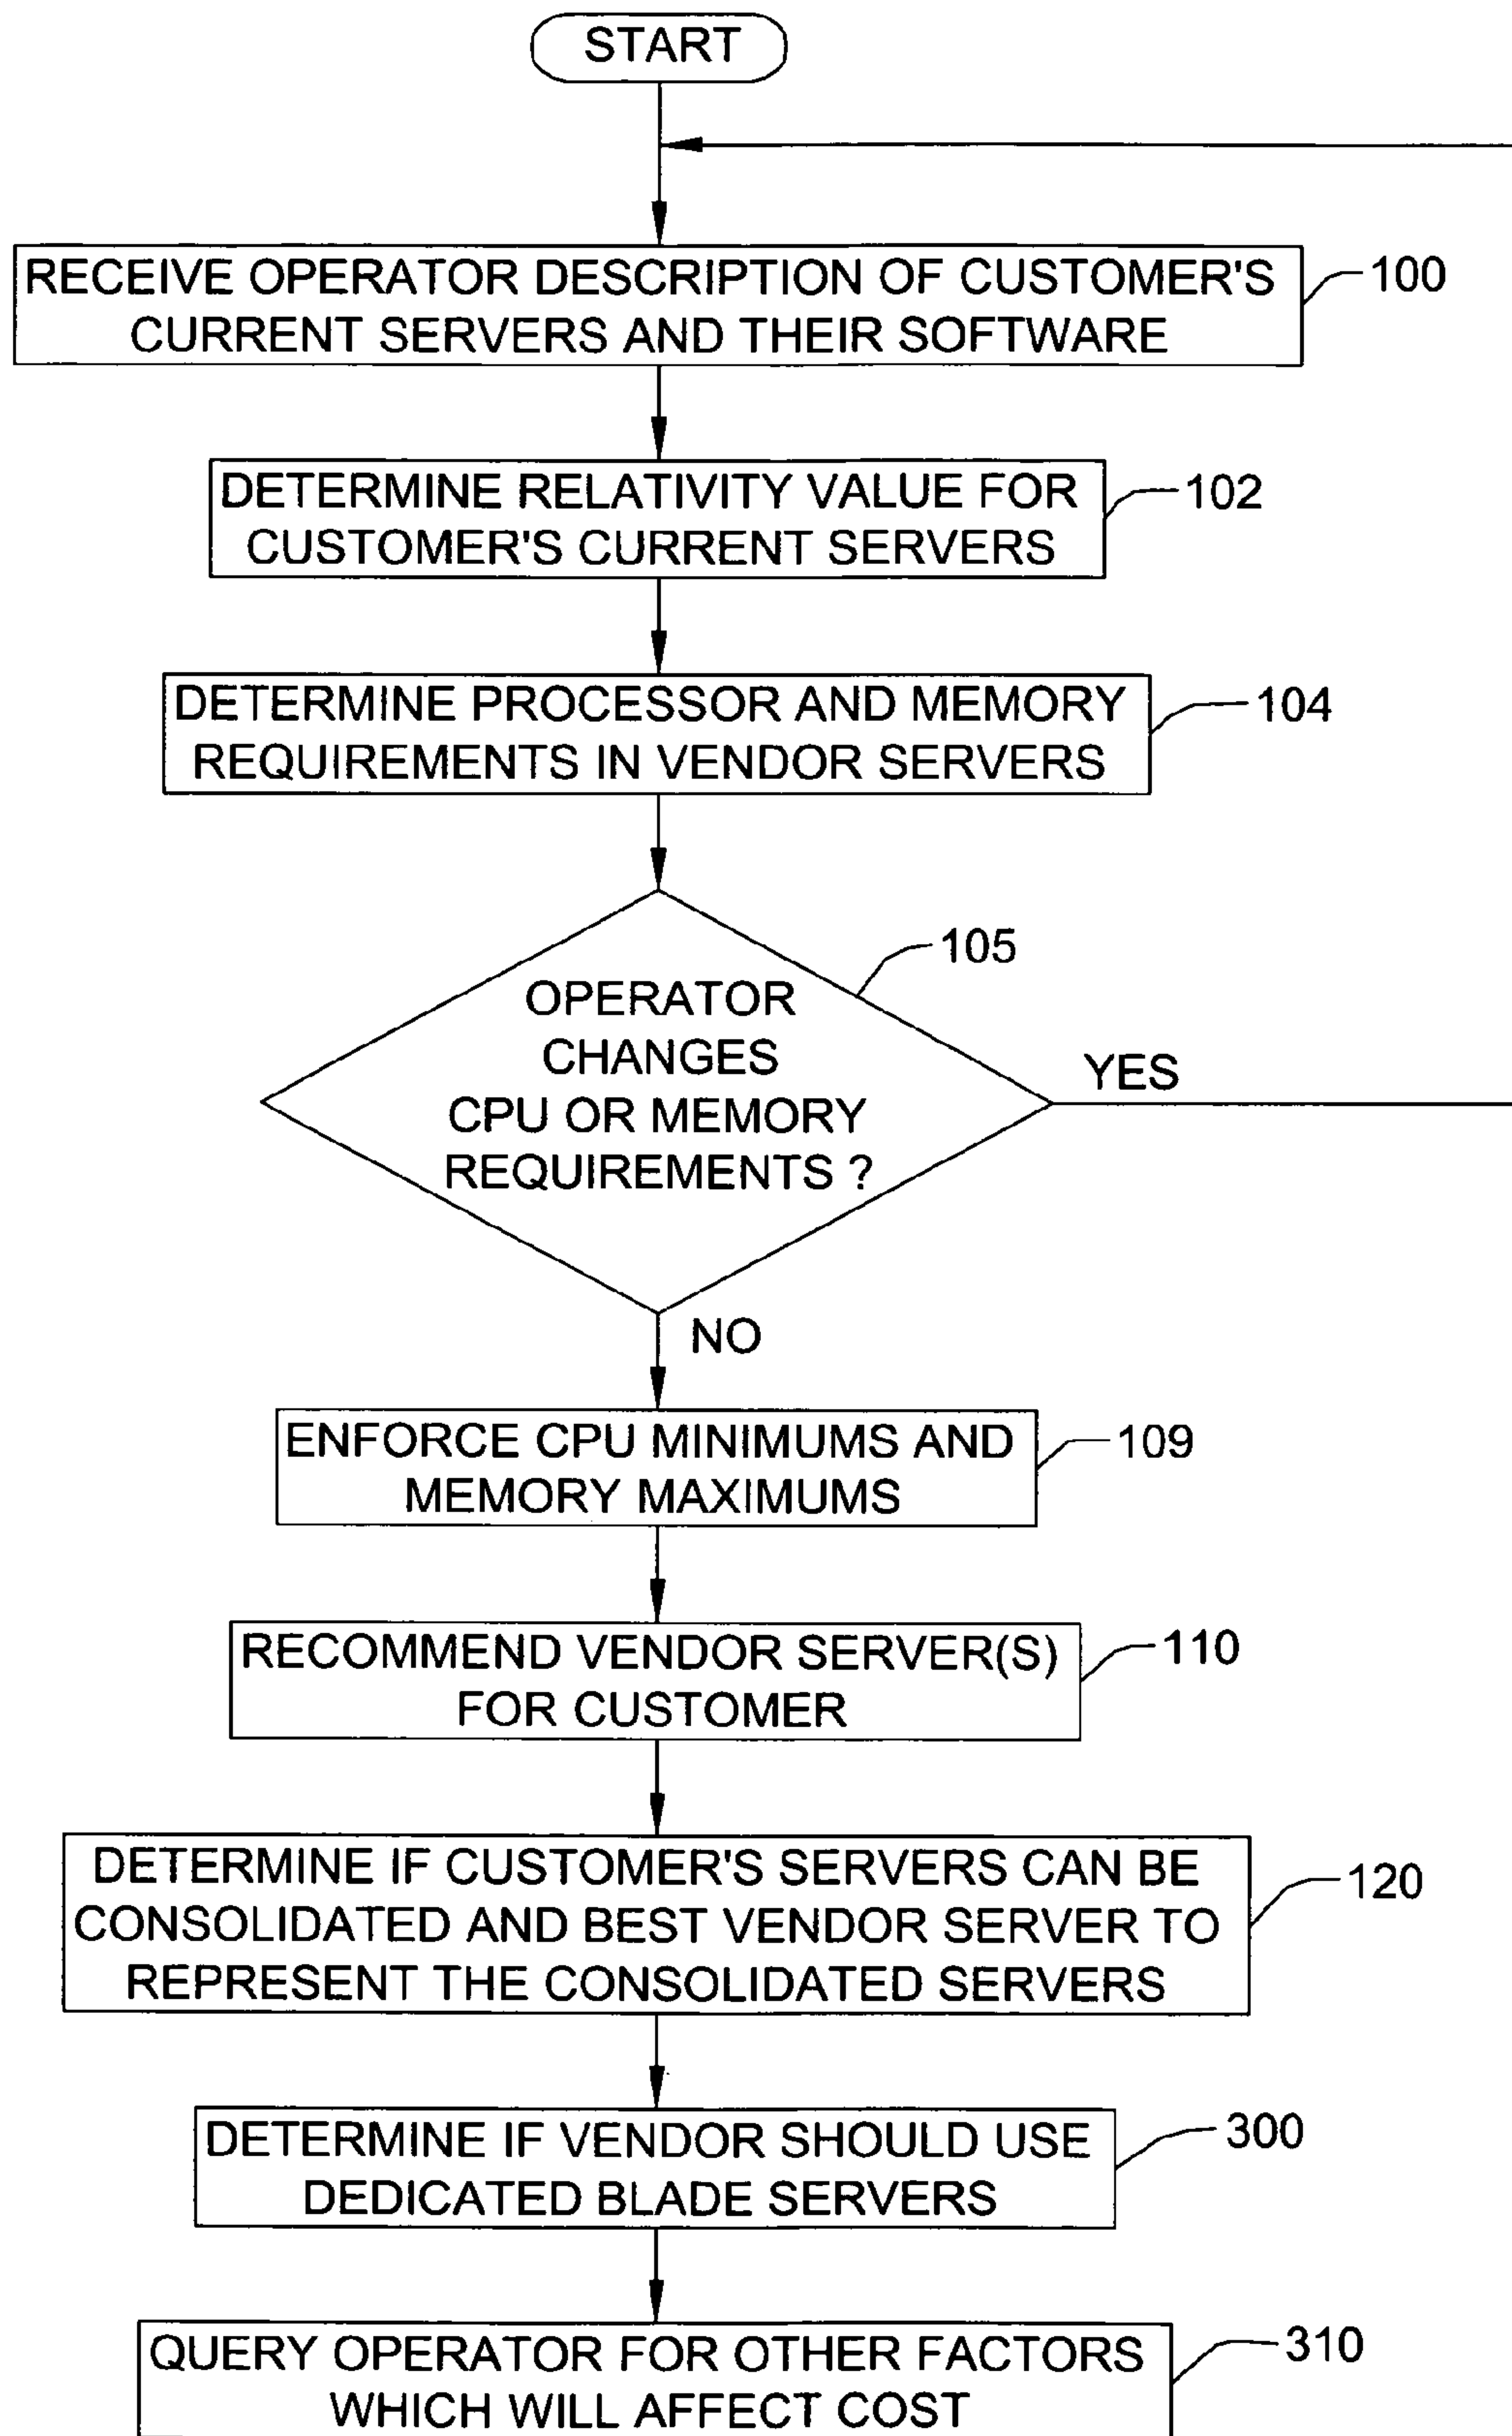 START
RECEIVE OPERATOR DESCRIPTION OF CUSTOMER'S
CURRENT SERVERS AND THEIR SOFTWARE
100
DETERMINE RELATIVITY VALUE FOR
CUSTOMER'S CURRENT SERVERS
102
DETERMINE PROCESSOR AND MEMORY
REQUIREMENTS IN VENDOR SERVERS
104
105
OPERATOR
CHANGES
CPU OR MEMORY
REQUIREMENTS ?
YES
NO
ENFORCE CPU MINIMUMS AND
MEMORY MAXIMUMS
109
RECOMMEND VENDOR SERVER(S)
FOR CUSTOMER
110
DETERMINE IF CUSTOMER'S SERVERS CAN BE
CONSOLIDATED AND BEST VENDOR SERVER TO
REPRESENT THE CONSOLIDATED SERVERS
120
DETERMINE IF VENDOR SHOULD USE
DEDICATED BLADE SERVERS
300
QUERY OPERATOR FOR OTHER FACTORS
WHICH WILL AFFECT COST
310